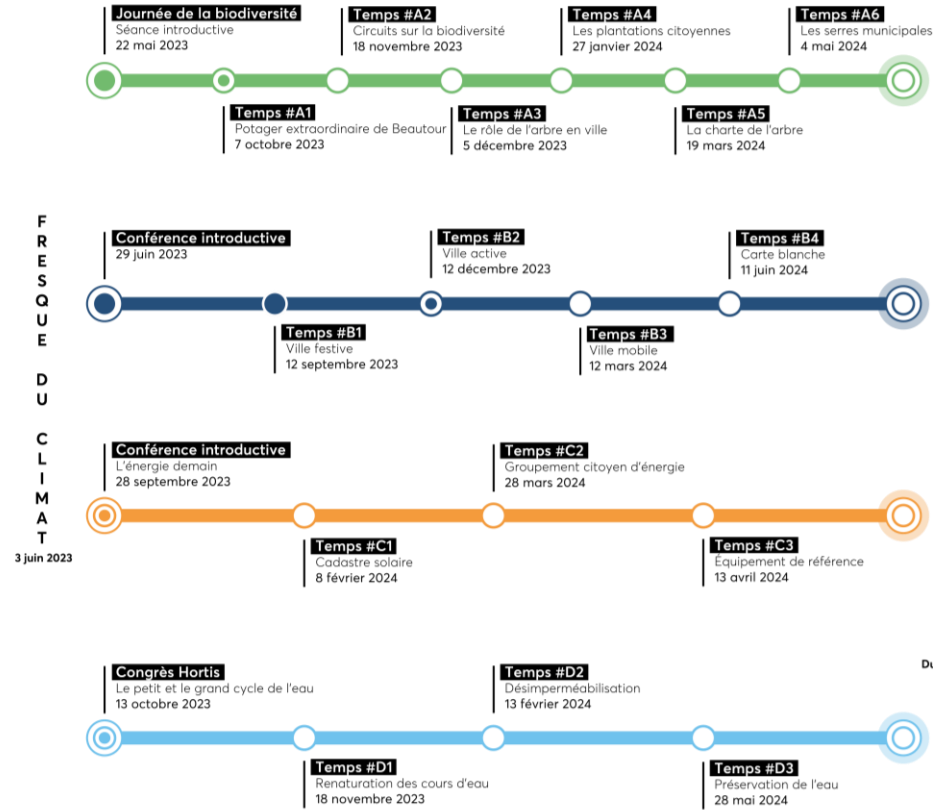 Journée de la biodiversité
Séance introductive
22 mai 2023
Temps #A2
Circuits sur la biodiversité
18 novembre 2023
Temps #A4
Les plantations citoyennes
27 janvier 2024
Temps #A6
Les serres municipales
4 mai 2024
Temps #A1
Potager extraordinaire de Beautour
7 octobre 2023
Temps #A3
Le rôle de l'arbre en ville
5 décembre 2023
Temps #A5
La charte de l'arbre
19 mars 2024
FRESQUE DU CLIMAT
3 juin 2023
Conférence introductive
29 juin 2023
Temps #B2
Ville active
12 décembre 2023
Temps #B4
Carte blanche
11 juin 2024
Temps #B1
Ville festive
12 septembre 2023
Temps #B3
Ville mobile
12 mars 2024
Conférence introductive
L'énergie demain
28 septembre 2023
Temps #C2
Groupement citoyen d'énergie
28 mars 2024
Temps #C1
Cadastre solaire
8 février 2024
Temps #C3
Équipement de référence
13 avril 2024
Congrès Hortis
Le petit et le grand cycle de l'eau
13 octobre 2023
Temps #D2
Désimperméabilisation
13 février 2024
Temps #D1
Renaturation des cours d'eau
18 novembre 2023
Temps #D3
Préservation de l'eau
28 mai 2024